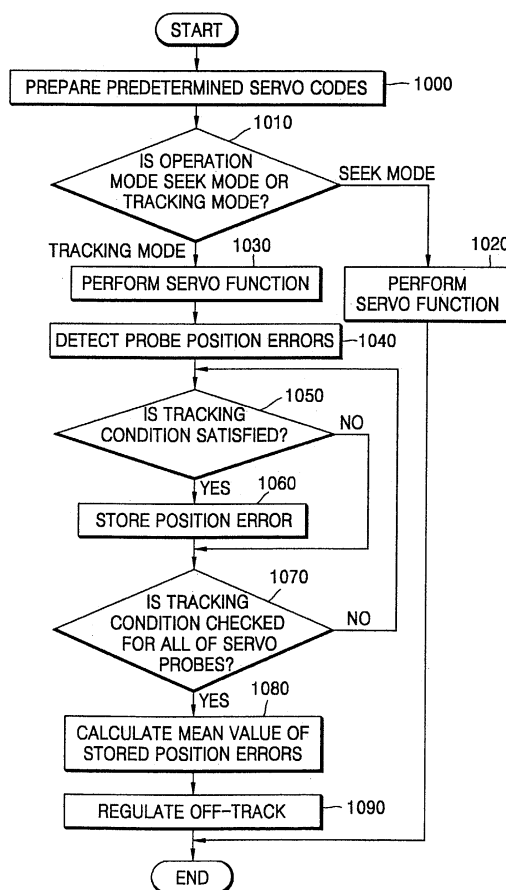 START
PREPARE PREDETERMINED SERVO CODES
1000
1010
IS OPERATION
MODE SEEK MODE OR
TRACKING MODE?
SEEK MODE
TRACKING MODE
1030
PERFORM SERVO FUNCTION
1020
PERFORM
SERVO FUNCTION
DETECT PROBE POSITION ERRORS
1040
1050
IS TRACKING
CONDITION SATISFIED?
NO
YES
1060
STORE POSITION ERROR
1070
IS TRACKING
CONDITION CHECKED
FOR ALL OF SERVO
PROBES?
NO
YES
1080
CALCULATE MEAN VALUE OF
STORED POSITION ERRORS
REGULATE OFF-TRACK
1090
END